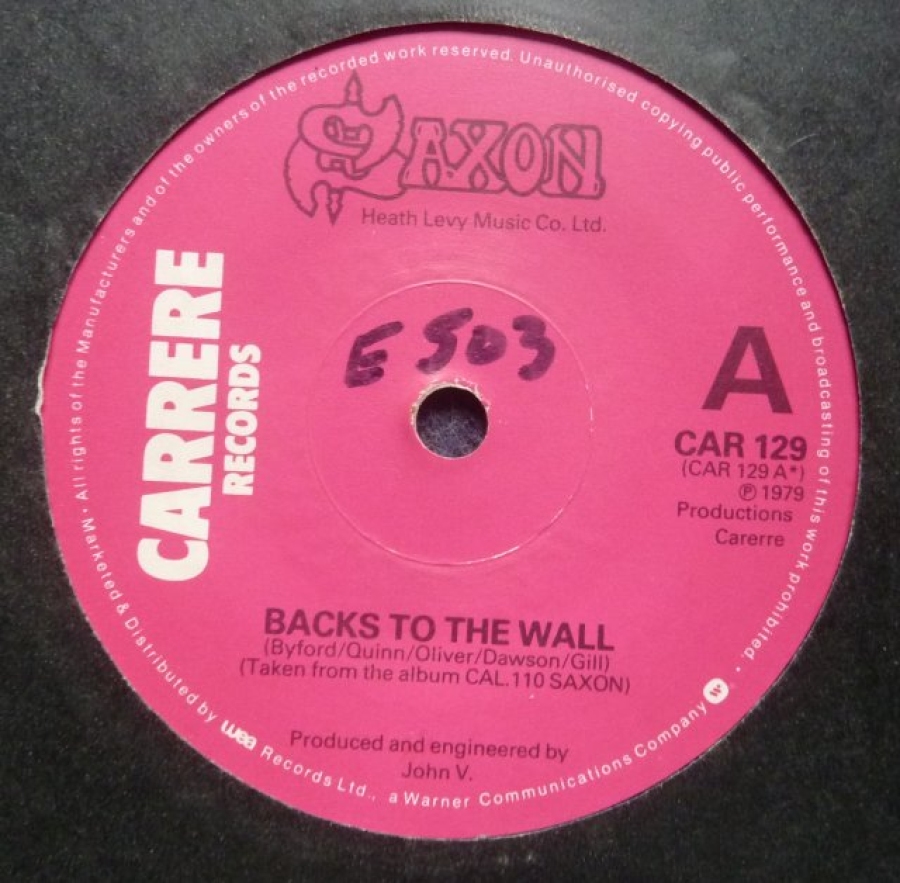 SAXON
Heath Levy Music Co. Ltd.
CARRERE
RECORDS
E 503
A
CAR 129
(CAR 129 A*)
℗ 1979
Productions
Carerre
BACKS TO THE WALL
(Byford/Quinn/Oliver/Dawson/Gill)
(Taken from the album CAL.110 SAXON)
Produced and engineered by
John V.
All rights of the Manufacturers and of the owners of the recorded work reserved. Unauthorised copying public performance and broadcasting of this work prohibited.
Marketed & Distributed by wea Records Ltd., a Warner Communications Company